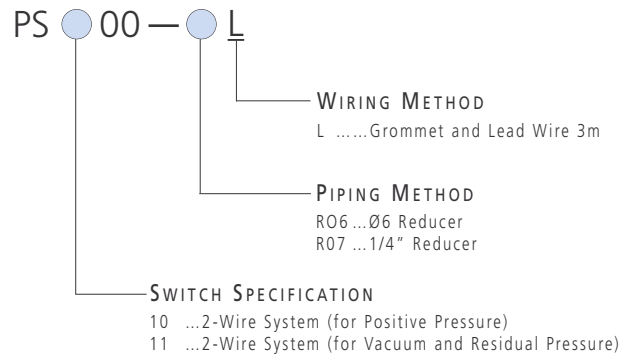 PS 00 — L
WIRING METHOD
L ......Grommet and Lead Wire 3m
PIPING METHOD
RO6 ...Ø6 Reducer
R07 ...1/4" Reducer
SWITCH SPECIFICATION
10 ...2-Wire System (for Positive Pressure)
11 ...2-Wire System (for Vacuum and Residual Pressure)